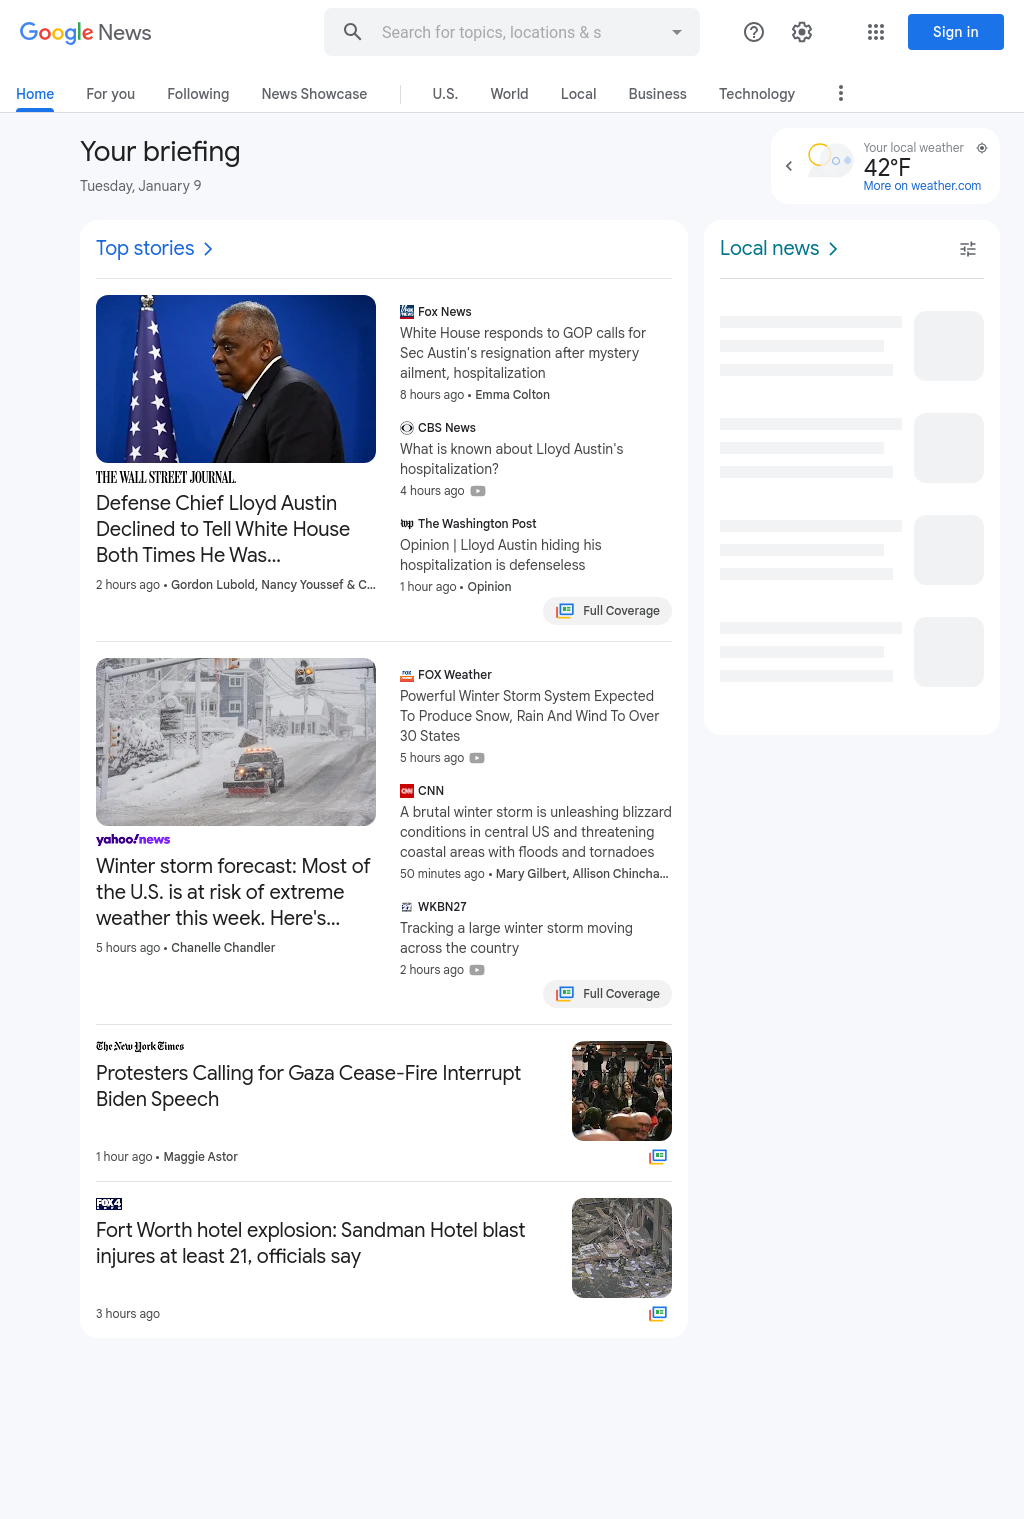 Google News
Search for topics, locations & s
Sign in
Home
For you
Following
News Showcase
U.S.
World
Local
Business
Technology
Your briefing
Tuesday, January 9
Your local weather
42°F
More on weather.com
Top stories
THE WALL STREET JOURNAL.
Defense Chief Lloyd Austin
Declined to Tell White House
Both Times He Was...
2 hours ago • Gordon Lubold, Nancy Youssef & C...
Fox News
White House responds to GOP calls for
Sec Austin's resignation after mystery
ailment, hospitalization
8 hours ago • Emma Colton
CBS News
What is known about Lloyd Austin's
hospitalization?
4 hours ago
wp The Washington Post
Opinion | Lloyd Austin hiding his
hospitalization is defenseless
1 hour ago • Opinion
Full Coverage
yahoo!news
Winter storm forecast: Most of
the U.S. is at risk of extreme
weather this week. Here's...
5 hours ago • Chanelle Chandler
FOX Weather
Powerful Winter Storm System Expected
To Produce Snow, Rain And Wind To Over
30 States
5 hours ago
CNN CNN
A brutal winter storm is unleashing blizzard
conditions in central US and threatening
coastal areas with floods and tornadoes
50 minutes ago • Mary Gilbert, Allison Chincha...
27 WKBN27
Tracking a large winter storm moving
across the country
2 hours ago
Full Coverage
The New York Times
Protesters Calling for Gaza Cease-Fire Interrupt
Biden Speech
1 hour ago • Maggie Astor
FOX 4
Fort Worth hotel explosion: Sandman Hotel blast
injures at least 21, officials say
3 hours ago
Local news